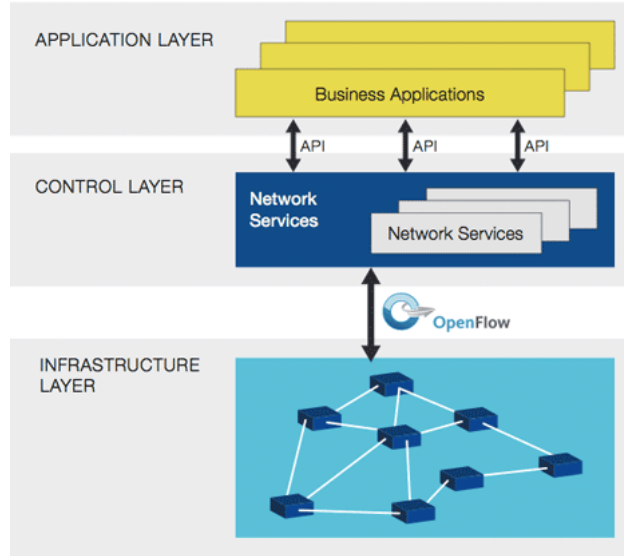 APPLICATION LAYER
Business Applications
API
API
API
CONTROL LAYER
Network
Services
Network Services
OpenFlow
INFRASTRUCTURE
LAYER